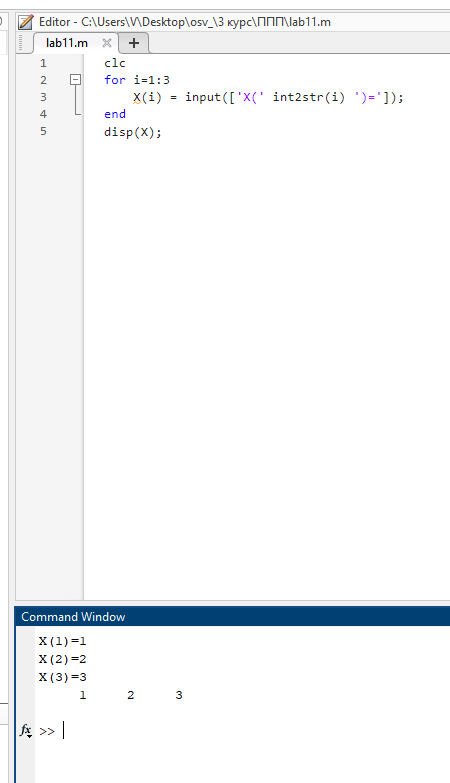 Editor - C:\Users\V\Desktop\osv_\3 курс\ППП\lab11.m
lab11.m
1 clc
2 for i=1:3
3 X(i) = input(['X(' int2str(i) ')=']);
4 end
5 disp(X);
Command Window
X(1)=1
X(2)=2
X(3)=3
1 2 3
fx >>